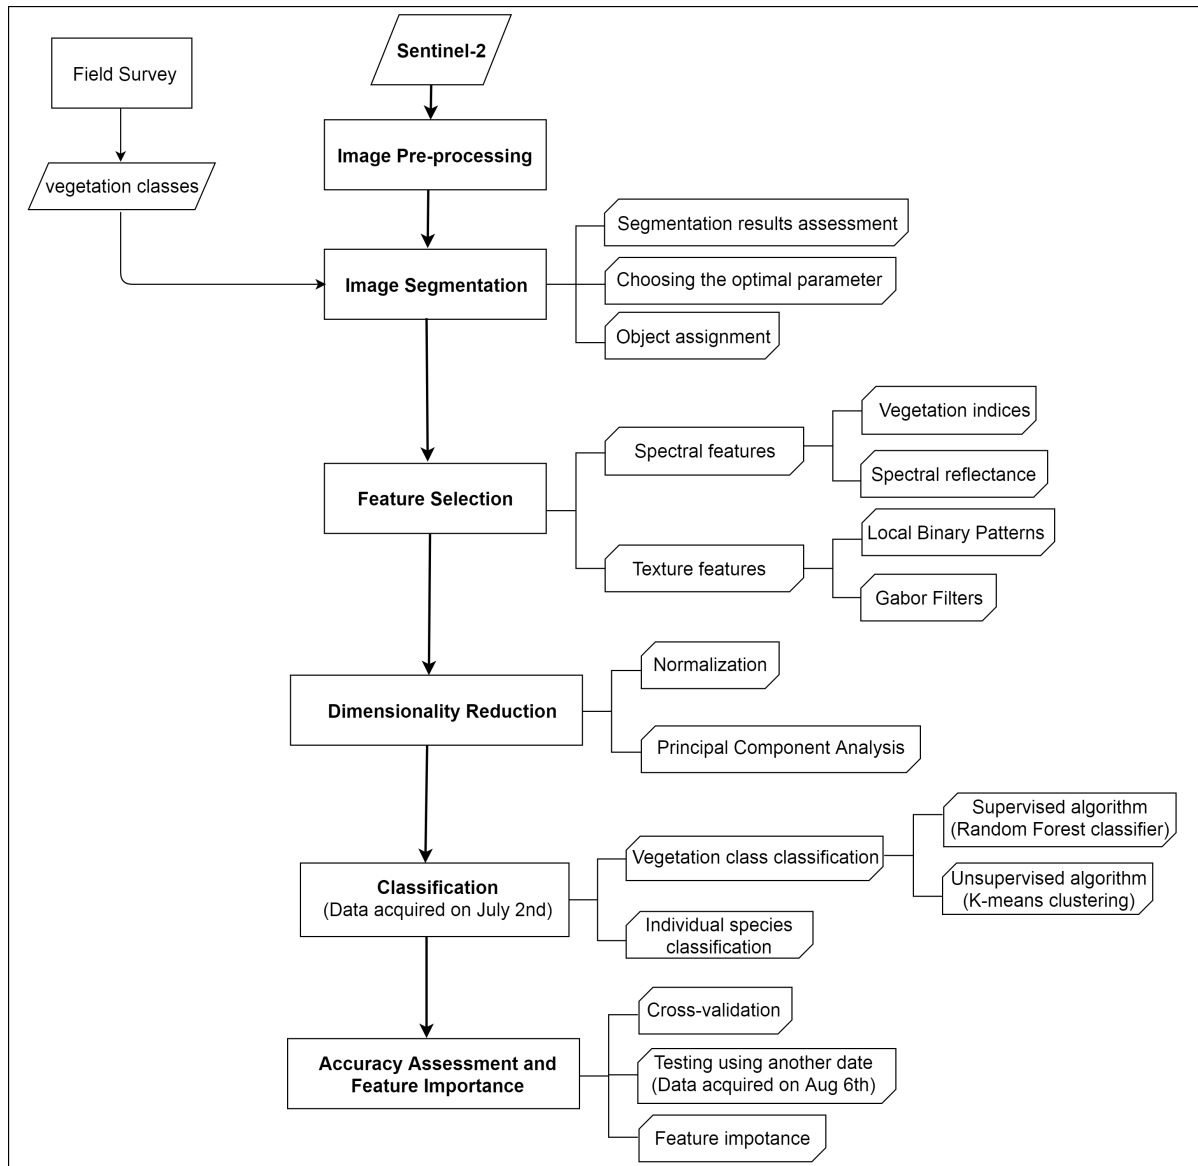 Sentinel-2
Field Survey
Image Pre-processing
vegetation classes
Segmentation results assessment
Image Segmentation
Choosing the optimal parameter
Object assignment
Vegetation indices
Spectral features
Spectral reflectance
Feature Selection
Local Binary Patterns
Texture features
Gabor Filters
Normalization
Dimensionality Reduction
Principal Component Analysis
Supervised algorithm
(Random Forest classifier)
Vegetation class classification
Classification
(Data acquired on July 2nd)
Unsupervised algorithm
(K-means clustering)
Individual species
classification
Cross-validation
Accuracy Assessment and
Feature Importance
Testing using another date
(Data acquired on Aug 6th)
Feature impotance